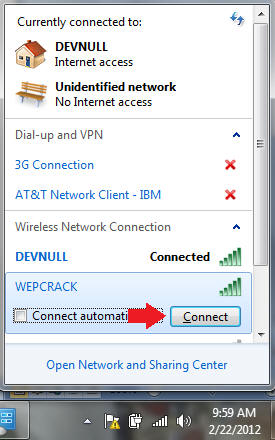 Currently connected to:
DEVNULL
Internet access
Unidentified network
No Internet access
Dial-up and VPN
3G Connection
AT&T Network Client - IBM
Wireless Network Connection
DEVNULL Connected
WEPCRACK
Connect Connect
Open Network and Sharing Center
9:59 AM
2/22/2012